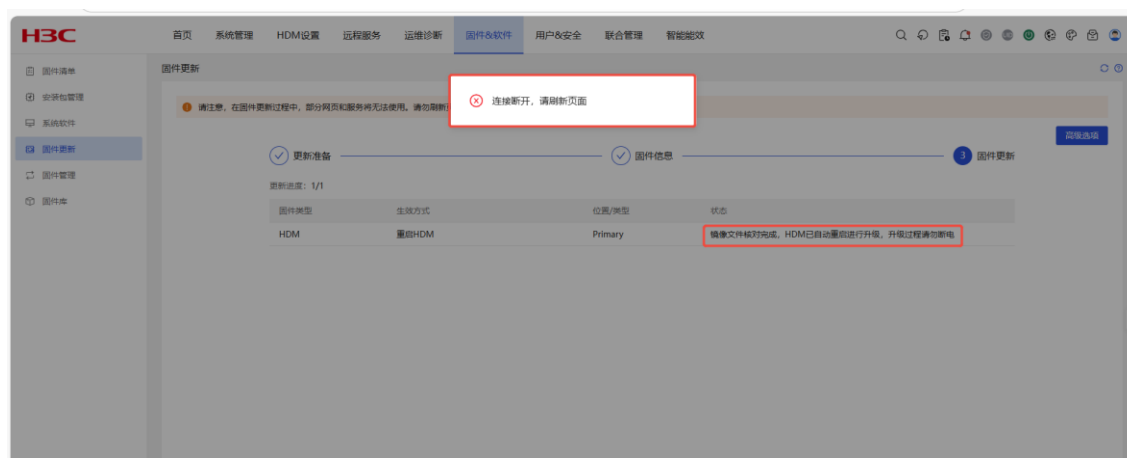 H3C 首页 系统管理 HDM设置 远程服务 运维诊断 固件&软件 用户&安全 联合管理 智能能效
固件清单
安装包管理
系统软件
固件更新
固件管理
固件库
固件更新
连接断开，请刷新页面
请注意，在固件更新过程中，部分网页和服务将无法使用。请勿刷新
高级选项
更新准备 固件信息 3 固件更新
更新进度：1/1
固件类型 生效方式 位置/类型 状态
HDM 重启HDM Primary 镜像文件核对完成，HDM已自动重启进行升级，升级过程请勿断电